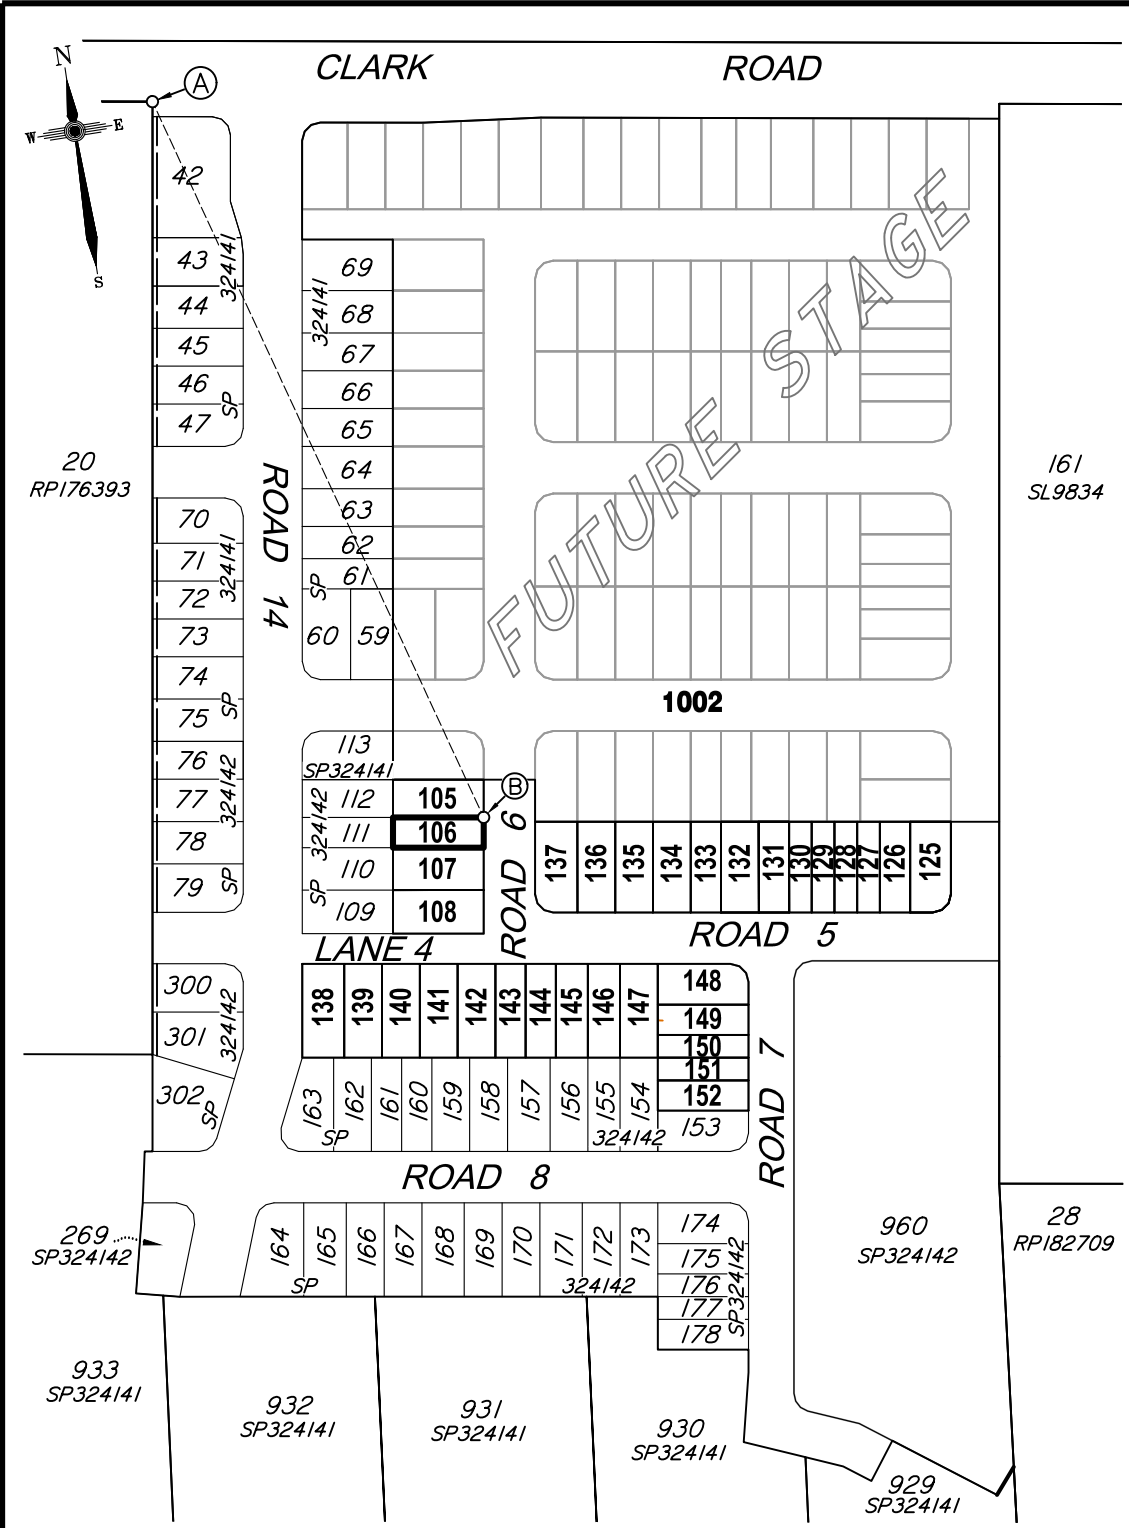 CLARK ROAD
N
W E
S
A
42
43
44
45
46
47
SP 324141
20
RP176393
69
68
67
66
65
64
63
62
61
60 59
SP 324141
FUTURE STAGE
161
SL9834
ROAD 14
70
71
72
73
74
75
SP 324141
76
77
78
79
SP 324142
1002
113
SP324141
112
111
110
109
SP 324142
105
106
107
108
B
ROAD 6
137 136 135 134 133 132 131 130 129 128 127 126 125
ROAD 5
LANE 4
300
301
302
SP 324142
138 139 140 141 142 143 144 145 146 147
148
149
150
151
152
153
163 162 161 160 159 158 157 156 155 154
SP 324142
ROAD 7
ROAD 8
269
SP324142
164 165 166 167 168 169 170 171 172 173
SP 324142
174
175
176
177
178
SP324142
960
SP324142
28
RP182709
933
SP324141
932
SP324141
931
SP324141
930
SP324141
929
SP324141